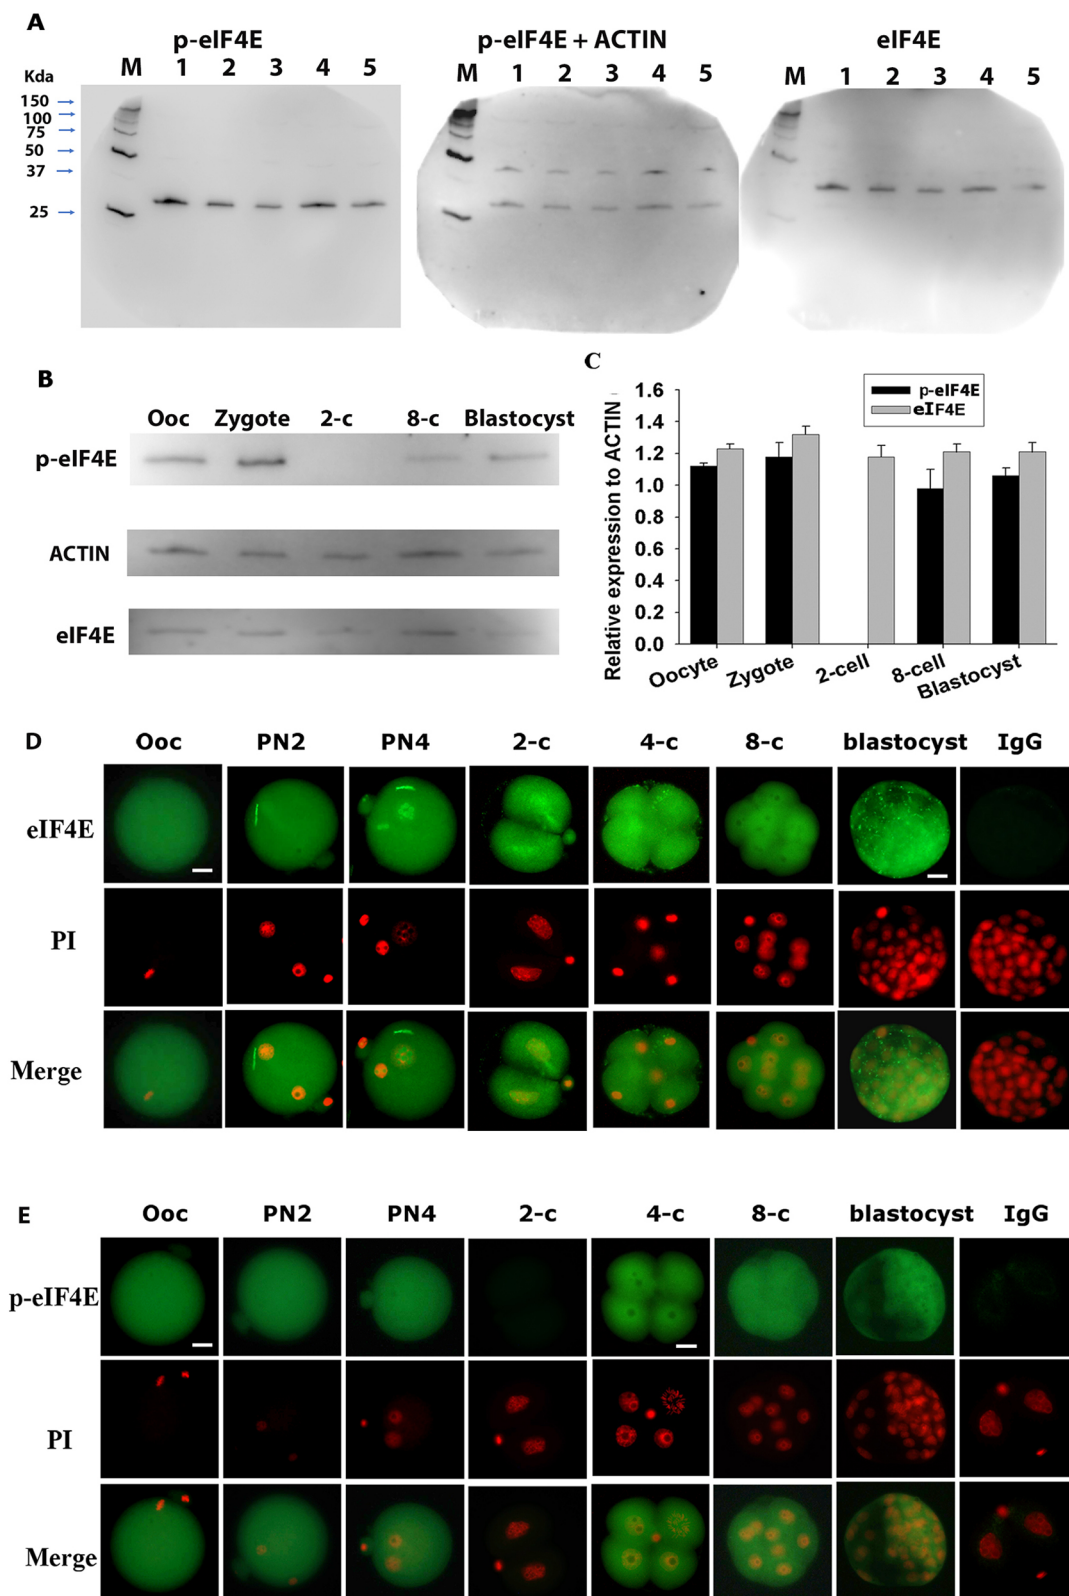 A
p-eIF4E
p-eIF4E + ACTIN
eIF4E
Kda
M 1 2 3 4 5
M 1 2 3 4 5
M 1 2 3 4 5
150
100
75
50
37
25
B
Ooc Zygote 2-c 8-c Blastocyst
p-eIF4E
ACTIN
eIF4E
C
p-eIF4E
eIF4E
Relative expression to ACTIN
1.6
1.4
1.2
1.0
0.8
0.6
0.4
0.2
0.0
Oocyte Zygote 2-cell 8-cell Blastocyst
D
Ooc PN2 PN4 2-c 4-c 8-c blastocyst IgG
eIF4E
PI
Merge
E
Ooc PN2 PN4 2-c 4-c 8-c blastocyst IgG
p-eIF4E
PI
Merge